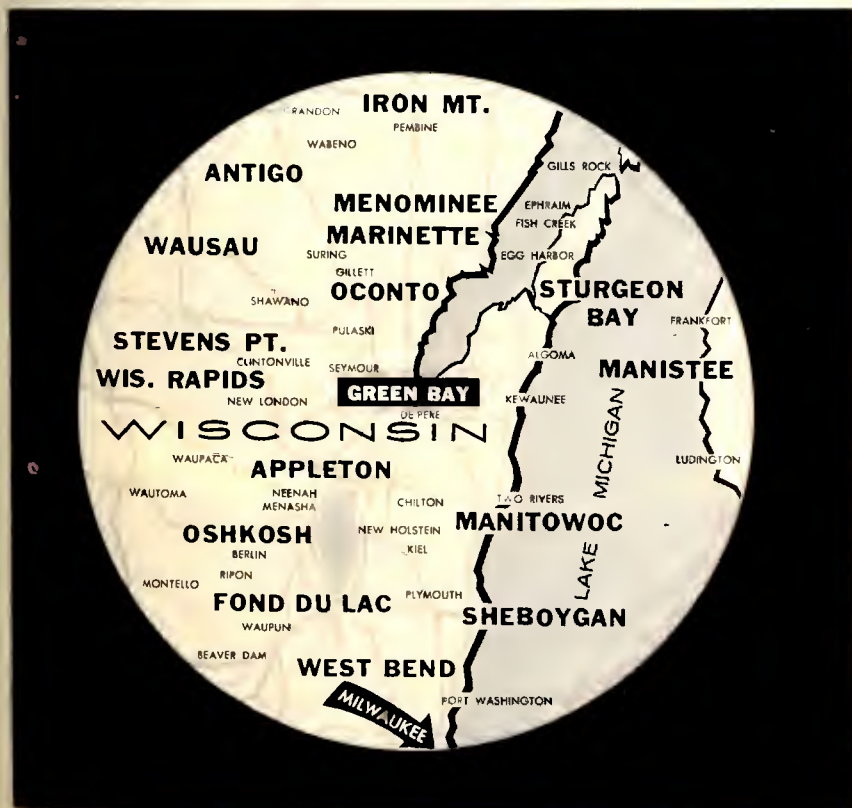 IRON MT.
RANDON
PEMBINE
WABENO
GILLS ROCK
ANTIGO
MENOMINEE
EPHRAIM
FISH CREEK
MARINETTE
WAUSAU
SURING
EGG HARBOR
GILLETT
OCONTO
STURGEON
BAY
SHAWANO
FRANKFORT
PULASKI
STEVENS PT.
CLINTONVILLE
SEYMOUR
ALGOMA
MANISTEE
WIS. RAPIDS
GREEN BAY
NEW LONDON
KEWAUNEE
DE PERE
WISCONSIN
LAKE MICHIGAN
WAUPACA
APPLETON
LUDINGTON
WAUTOMA
NEENAH
MENASHA
CHILTON
TWO RIVERS
OSHKOSH
NEW HOLSTEIN
MANITOWOC
BERLIN
KIEL
RIPON
MONTELLO
FOND DU LAC
PLYMOUTH
SHEBOYGAN
WAUPUN
BEAVER DAM
WEST BEND
MILWAUKEE
PORT WASHINGTON